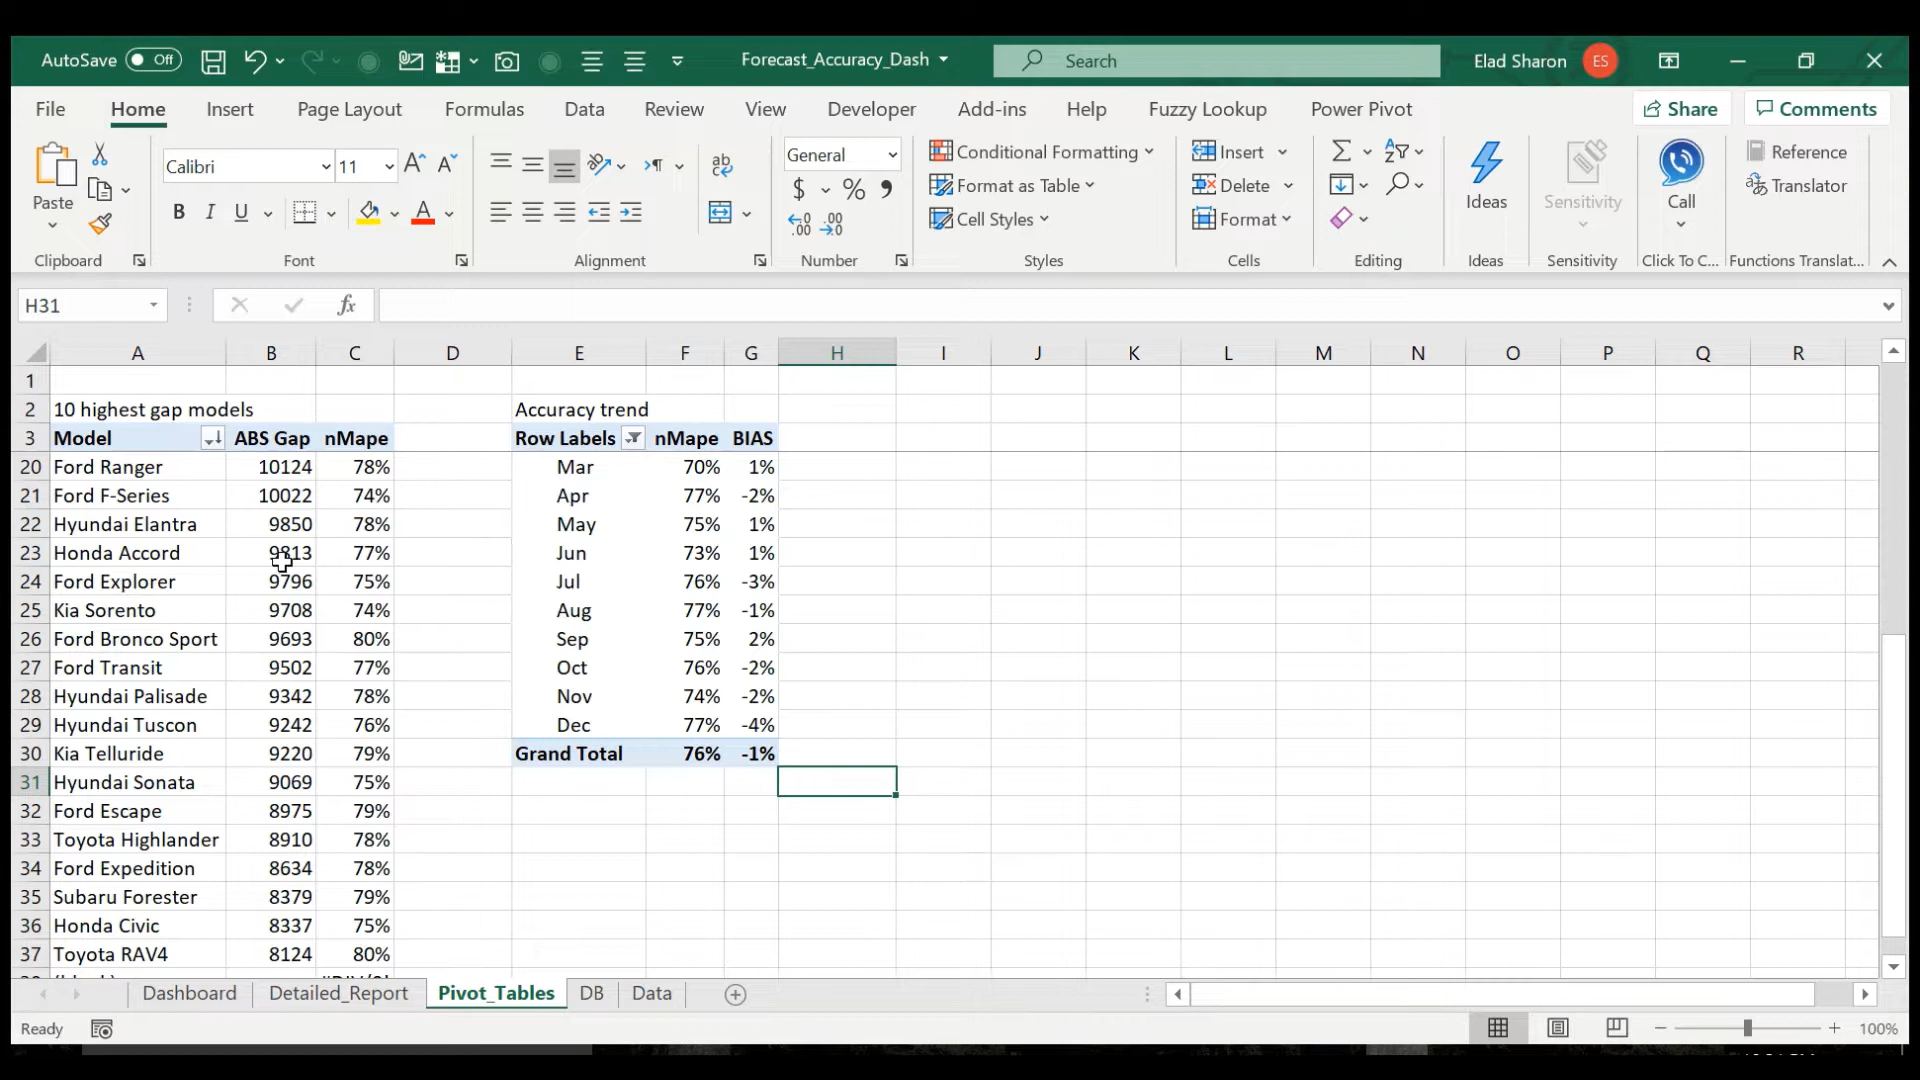 AutoSave Off Forecast_Accuracy_Dash Search Elad Sharon ES
File Home Insert Page Layout Formulas Data Review View Developer Add-ins Help Fuzzy Lookup Power Pivot Share Comments
Paste Calibri 11 General Conditional Formatting Format as Table Cell Styles Insert Delete Format Ideas Sensitivity Call Reference Translator
Clipboard Font Alignment Number Styles Cells Editing Ideas Sensitivity Click To C... Functions Translat...
H31
A B C D E F G H I J K L M N O P Q R
1
2 10 highest gap models Accuracy trend
3 Model ABS Gap nMape Row Labels nMape BIAS
20 Ford Ranger 10124 78% Mar 70% 1%
21 Ford F-Series 10022 74% Apr 77% -2%
22 Hyundai Elantra 9850 78% May 75% 1%
23 Honda Accord 9813 77% Jun 73% 1%
24 Ford Explorer 9796 75% Jul 76% -3%
25 Kia Sorento 9708 74% Aug 77% -1%
26 Ford Bronco Sport 9693 80% Sep 75% 2%
27 Ford Transit 9502 77% Oct 76% -2%
28 Hyundai Palisade 9342 78% Nov 74% -2%
29 Hyundai Tuscon 9242 76% Dec 77% -4%
30 Kia Telluride 9220 79% Grand Total 76% -1%
31 Hyundai Sonata 9069 75%
32 Ford Escape 8975 79%
33 Toyota Highlander 8910 78%
34 Ford Expedition 8634 78%
35 Subaru Forester 8379 79%
36 Honda Civic 8337 75%
37 Toyota RAV4 8124 80%
Dashboard Detailed_Report Pivot_Tables DB Data
Ready 100%